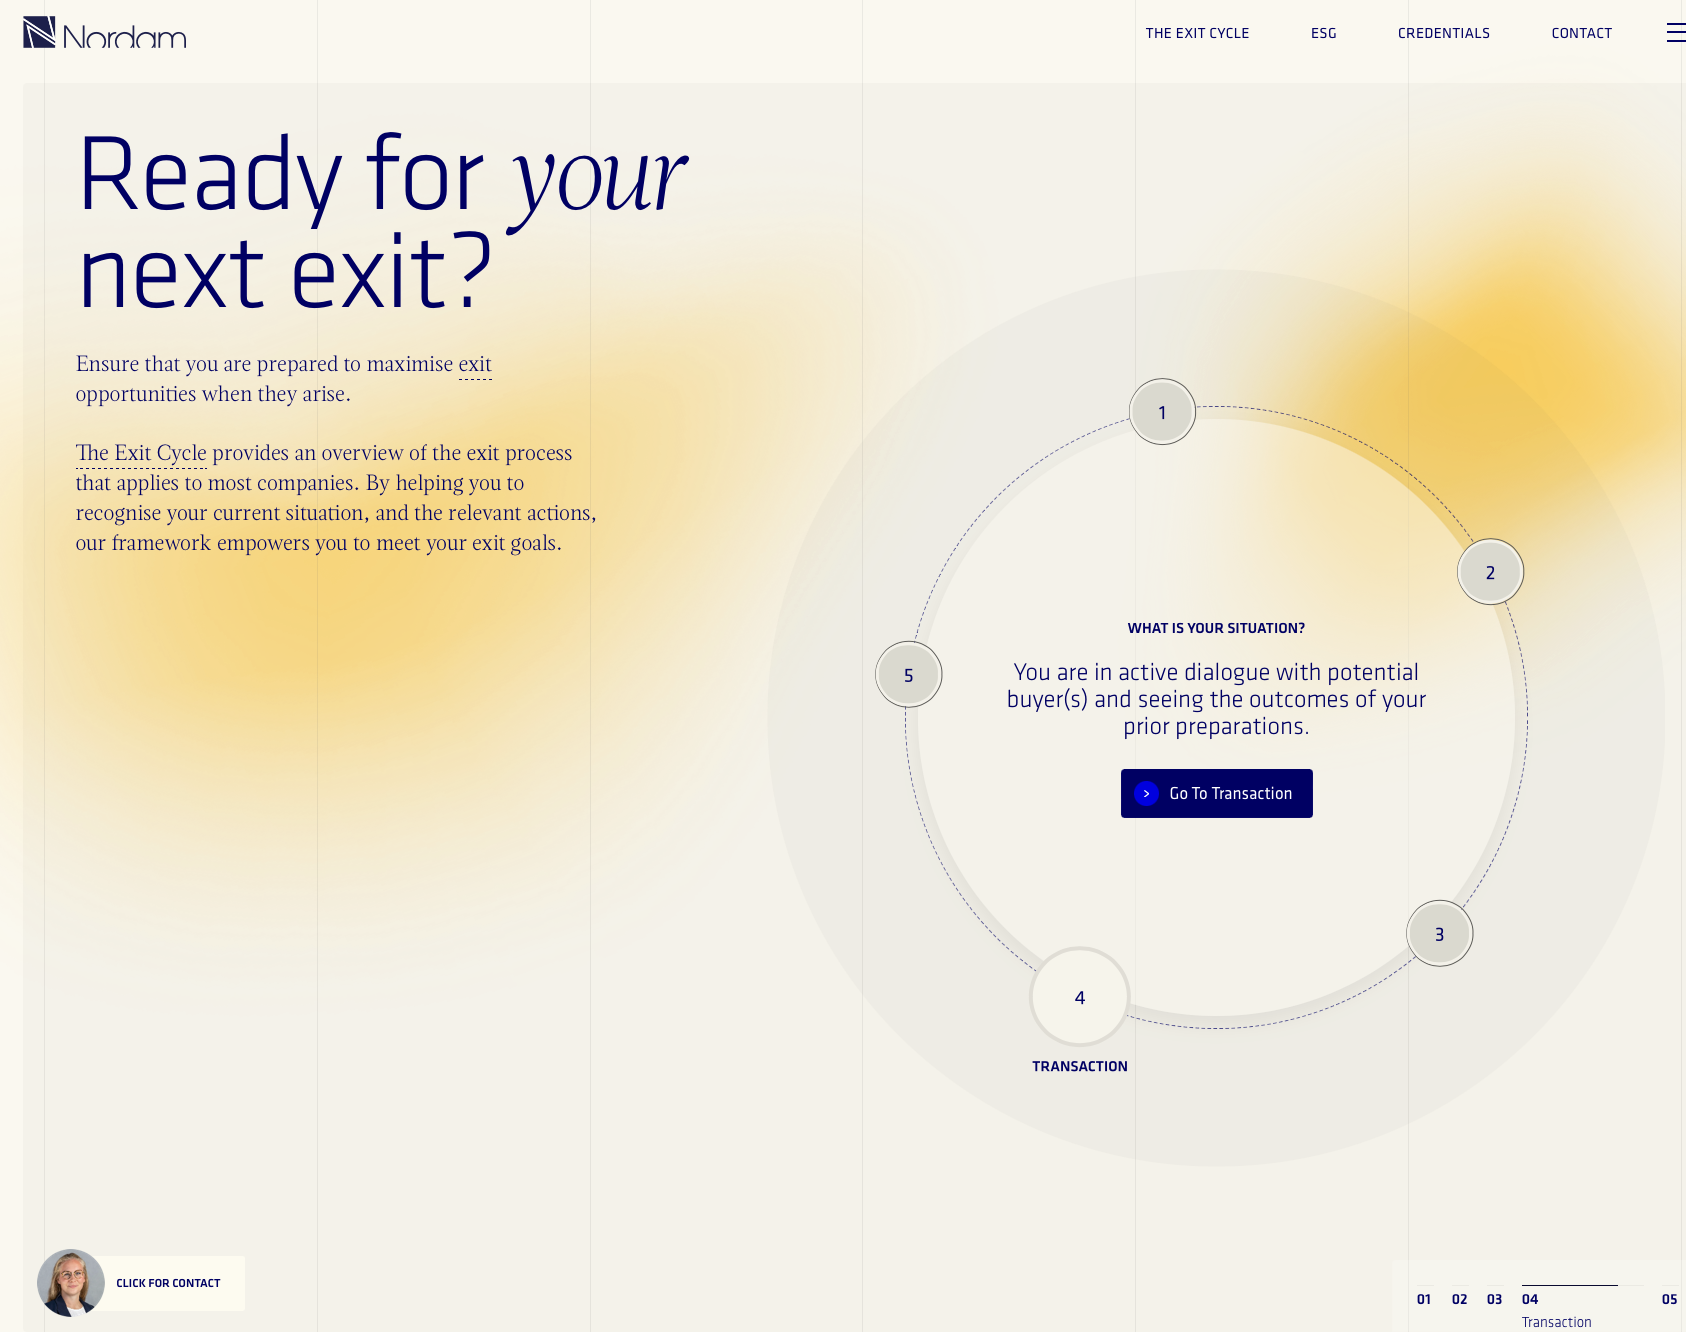 Nordam
THE EXIT CYCLE
ESG
CREDENTIALS
CONTACT
Ready for your
next exit?
Ensure that you are prepared to maximise exit
opportunities when they arise.
The Exit Cycle provides an overview of the exit process
that applies to most companies. By helping you to
recognise your current situation, and the relevant actions,
our framework empowers you to meet your exit goals.
1
2
5
WHAT IS YOUR SITUATION?
You are in active dialogue with potential
buyer(s) and seeing the outcomes of your
prior preparations.
Go To Transaction
3
4
TRANSACTION
CLICK FOR CONTACT
01
02
03
04
05
Transaction